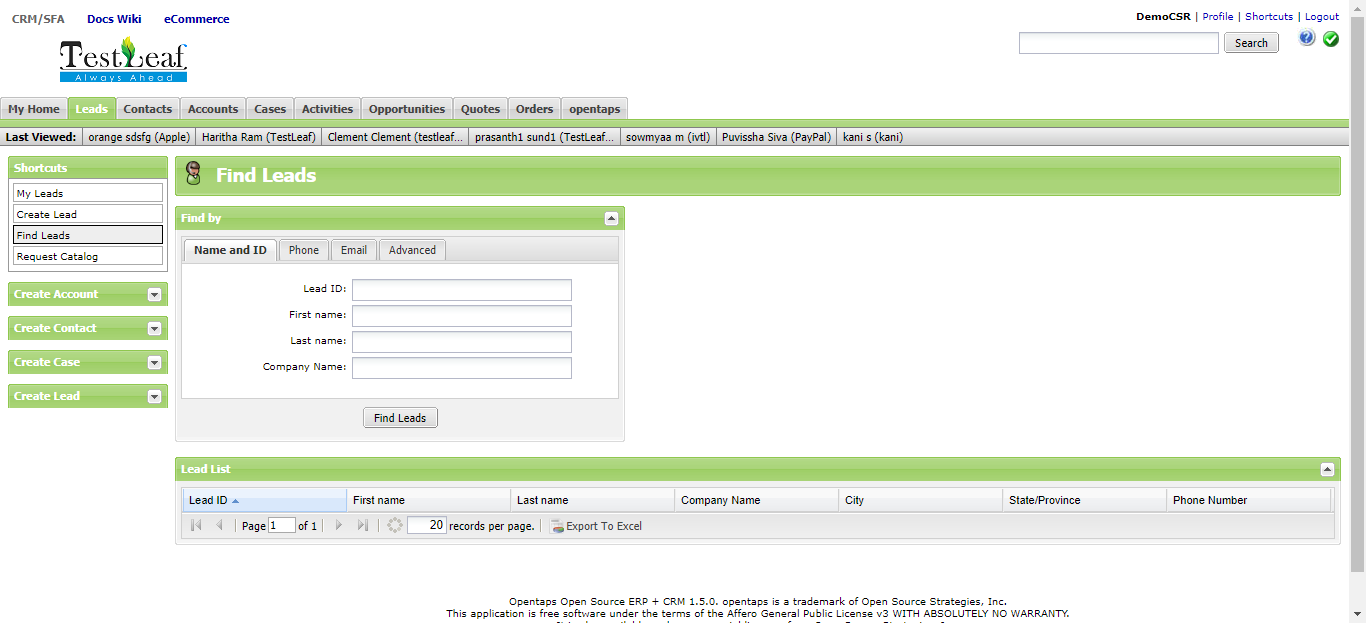 CRM/SFA Docs Wiki eCommerce
DemoCSR | Profile | Shortcuts | Logout
Search
TestLeaf
Always Ahead
My Home Leads Contacts Accounts Cases Activities Opportunities Quotes Orders opentaps
Last Viewed: orange sdsfg (Apple) Haritha Ram (TestLeaf) Clement Clement (testleaf... prasanth1 sund1 (TestLeaf... sowmyaa m (ivtl) Puvissha Siva (PayPal) kani s (kani)
Shortcuts
My Leads
Create Lead
Find Leads
Request Catalog
Create Account
Create Contact
Create Case
Create Lead
Find Leads
Find by
Name and ID Phone Email Advanced
Lead ID:
First name:
Last name:
Company Name:
Find Leads
Lead List
Lead ID First name Last name Company Name City State/Province Phone Number
Page 1 of 1 20 records per page. Export To Excel
Opentaps Open Source ERP + CRM 1.5.0. opentaps is a trademark of Open Source Strategies, Inc.
This application is free software under the terms of the Affero General Public License v3 WITH ABSOLUTELY NO WARRANTY.